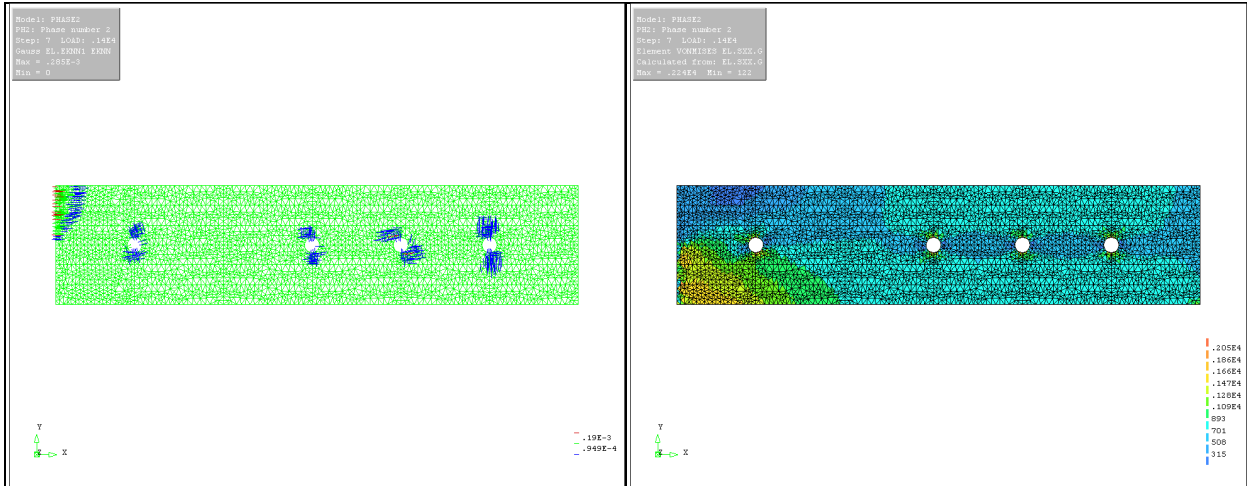 Model: PHASE2
PH2: Phase number 2
Step: 7 LOAD: .14E4
Gauss EL.EKNN1 EKNN
Max = .285E-3
Min = 0
Y
Z X
.19E-3
.949E-4
Model: PHASE2
PH2: Phase number 2
Step: 7 LOAD: .14E4
Element VONMISES EL.SXX.G
Calculated from: EL.SXX.G
Max = .224E4 Min = 122
.205E4
.186E4
.166E4
.147E4
.128E4
.109E4
893
701
508
315
Y
Z X